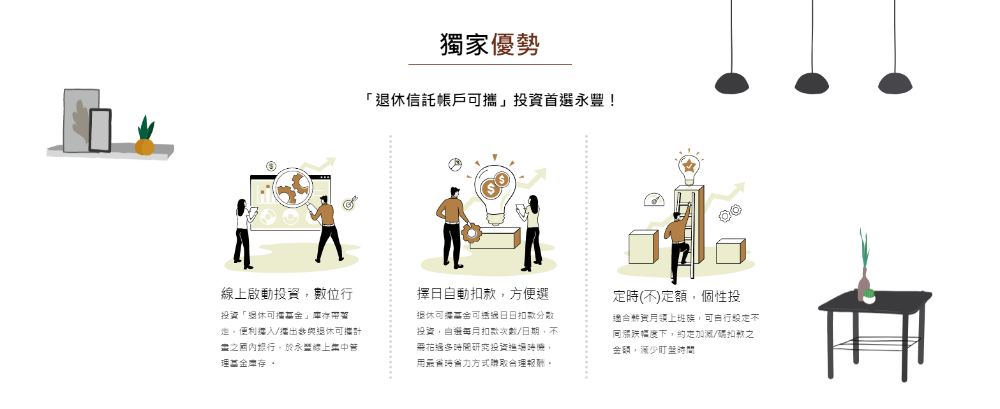 獨家優勢
「退休信託帳戶可攜」投資首選永豐！
線上啟動投資，數位行
投資「退休可攜基金」庫存帶著
走，便利攜入/攜出參與退休可攜計
畫之國內銀行，於永豐線上集中管
理基金庫存 。
擇日自動扣款，方便選
退休可攜基金可透過日日扣款分散
投資，自選每月扣款次數/日期，不
需花過多時間研究投資進場時機，
用最省時省力方式賺取合理報酬。
定時(不)定額，個性投
適合薪資月領上班族，可自行設定不
同漲跌幅度下，約定加減/碼扣款之
金額，減少盯盤時間